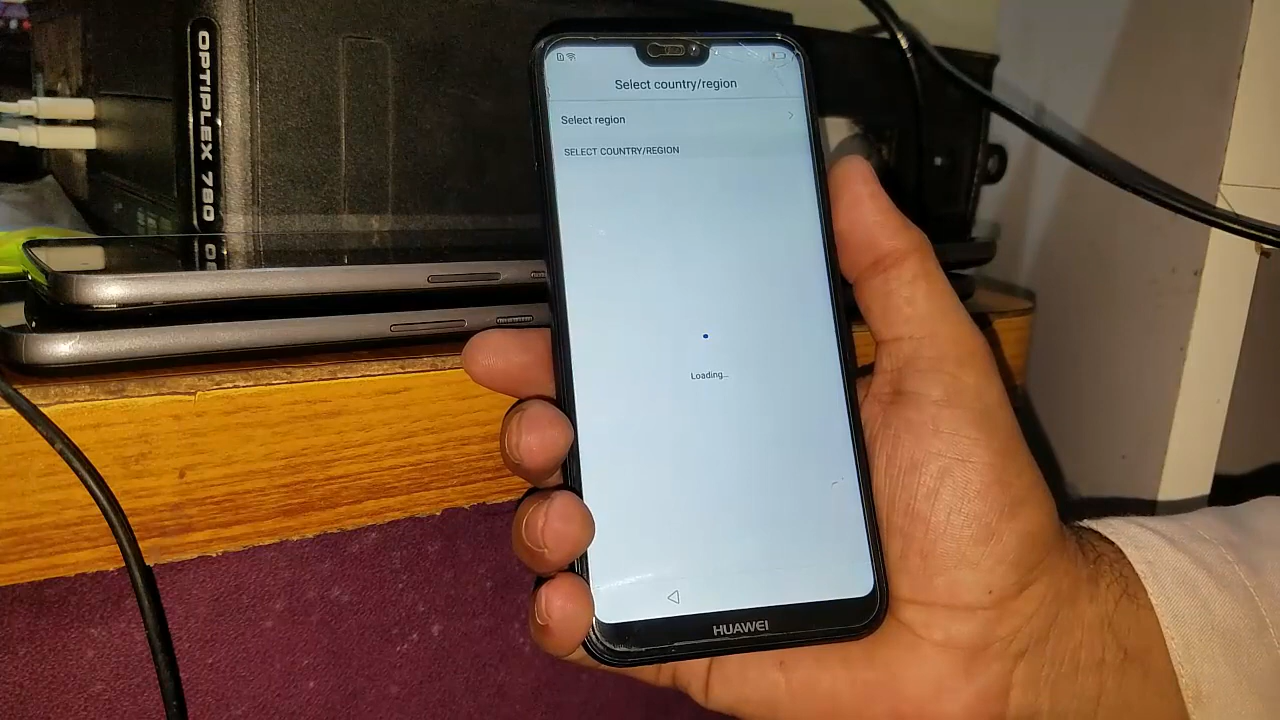 OPTIPLEX 780
Select country/region
Select region
SELECT COUNTRY/REGION
Loading...
HUAWEI